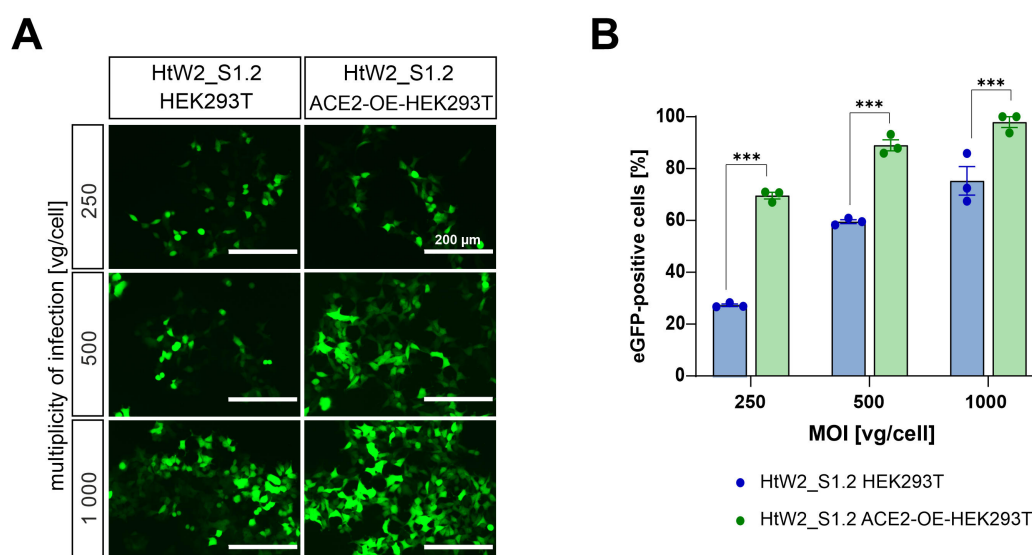 A
HtW2_S1.2
HEK293T
HtW2_S1.2
ACE2-OE-HEK293T
multiplicity of infection [vg/cell]
250
200 µm
500
1 000
B
eGFP-positive cells [%]
100
80
60
40
20
0
***
***
***
250
500
1000
MOI [vg/cell]
HtW2_S1.2 HEK293T
HtW2_S1.2 ACE2-OE-HEK293T